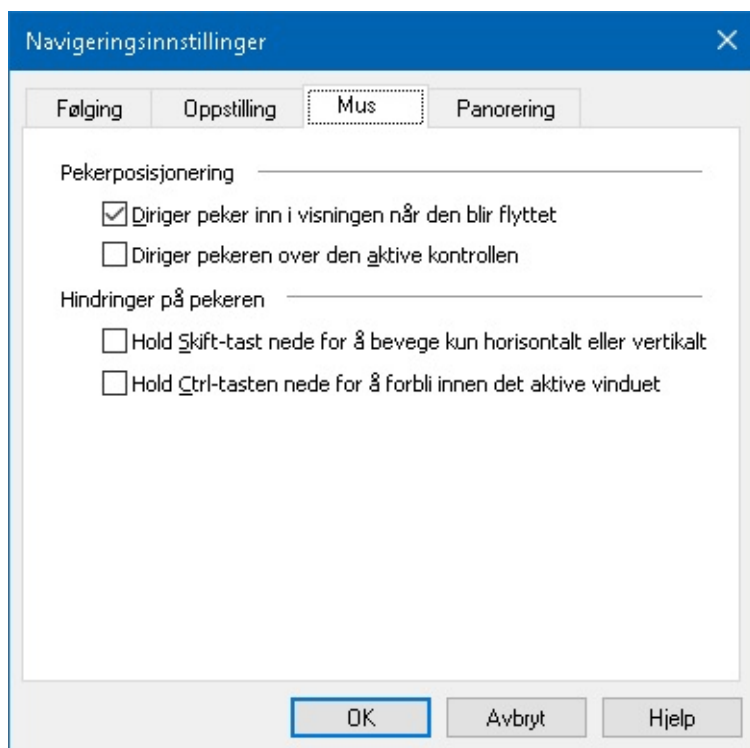 Navigeringsinnstillinger
Følging Oppstilling Mus Panorering
Pekerposisjonering
Diriger peker inn i visningen når den blir flyttet
Diriger pekeren over den aktive kontrollen
Hindringer på pekeren
Hold Skift-tast nede for å bevege kun horisontalt eller vertikalt
Hold Ctrl-tasten nede for å forbli innen det aktive vinduet
OK Avbryt Hjelp